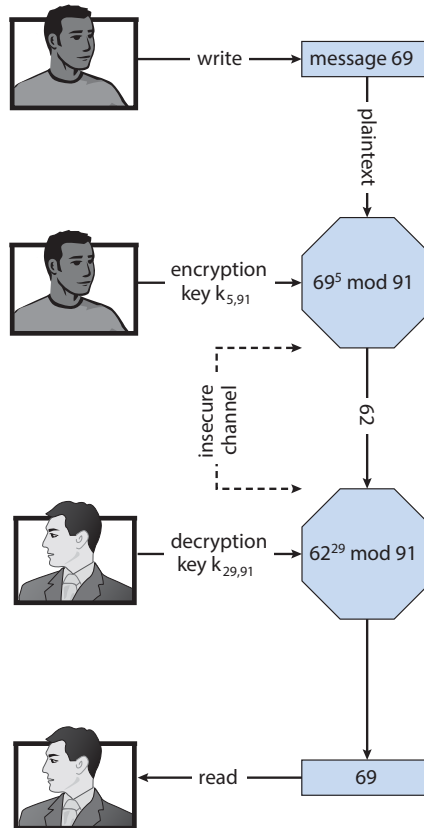 write
message 69
plaintext
encryption
key k₅,₉₁
69⁵ mod 91
insecure
channel
62
decryption
key k₂₉,₉₁
62²⁹ mod 91
read
69